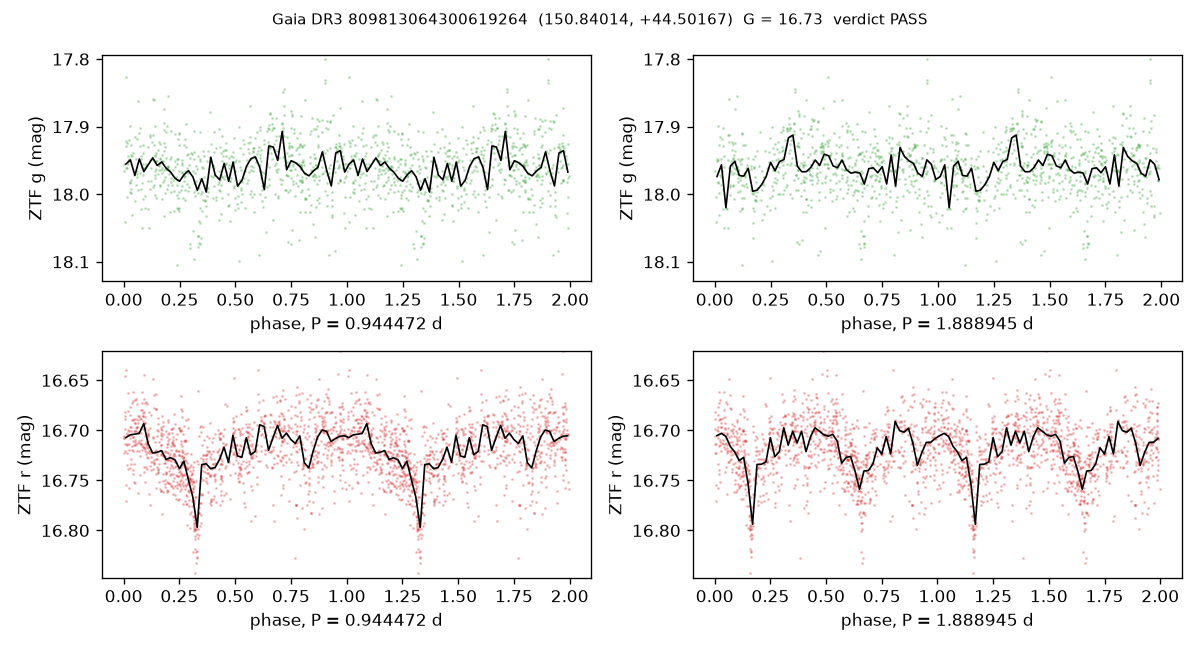 Gaia DR3 809813064300619264  (150.84014, +44.50167)  G = 16.73  verdict PASS
ZTF g (mag)
17.8
17.9
18.0
18.1
0.00 0.25 0.50 0.75 1.00 1.25 1.50 1.75 2.00
phase, P = 0.944472 d
ZTF g (mag)
17.8
17.9
18.0
18.1
0.00 0.25 0.50 0.75 1.00 1.25 1.50 1.75 2.00
phase, P = 1.888945 d
ZTF r (mag)
16.65
16.70
16.75
16.80
0.00 0.25 0.50 0.75 1.00 1.25 1.50 1.75 2.00
phase, P = 0.944472 d
ZTF r (mag)
16.65
16.70
16.75
16.80
0.00 0.25 0.50 0.75 1.00 1.25 1.50 1.75 2.00
phase, P = 1.888945 d